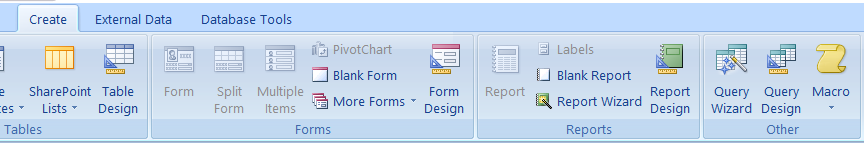 Create External Data Database Tools
SharePoint Lists
Table Design
Tables
Form
Split Form
Multiple Items
PivotChart
Blank Form
More Forms
Form Design
Forms
Report
Labels
Blank Report
Report Wizard
Report Design
Reports
Query Wizard
Query Design
Macro
Other